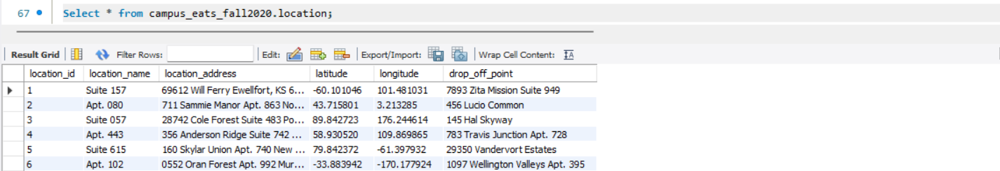 67 Select * from campus_eats_fall2020.location;
Result Grid Filter Rows: Edit: Export/Import: Wrap Cell Content: IA
location_id location_name location_address latitude longitude drop_off_point
1 Suite 157 69612 Will Ferry Ewellfort, KS 6... -60.101046 101.481031 7893 Zita Mission Suite 949
2 Apt. 080 711 Sammie Manor Apt. 863 No... 43.715801 3.213285 456 Lucio Common
3 Suite 057 28742 Cole Forest Suite 483 Po... 89.842723 176.244614 145 Hal Skyway
4 Apt. 443 356 Anderson Ridge Suite 742 ... 58.930520 109.869865 783 Travis Junction Apt. 728
5 Suite 615 160 Skylar Union Apt. 740 New ... 79.842372 -61.397932 29350 Vandervort Estates
6 Apt. 102 0552 Oran Forest Apt. 992 Mur... -33.883942 -170.177924 1097 Wellington Valleys Apt. 395